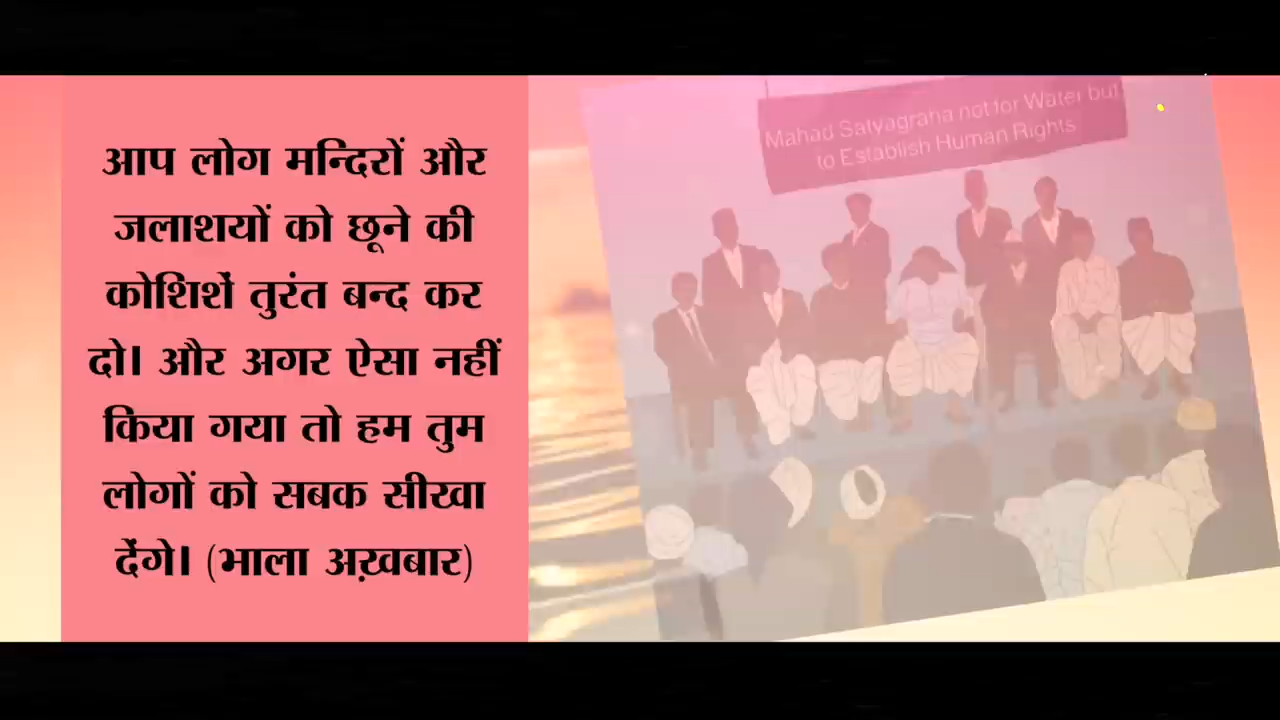 आप लोग मन्दिरों और
जलाशयों को छूने की
कोशिशें तुरंत बन्द कर
दो। और अगर ऐसा नहीं
किया गया तो हम तुम
लोगों को सबक सीखा
देंगे। (भाला अख़बार)
Mahad Satyagraha not for Water but
to Establish Human Rights